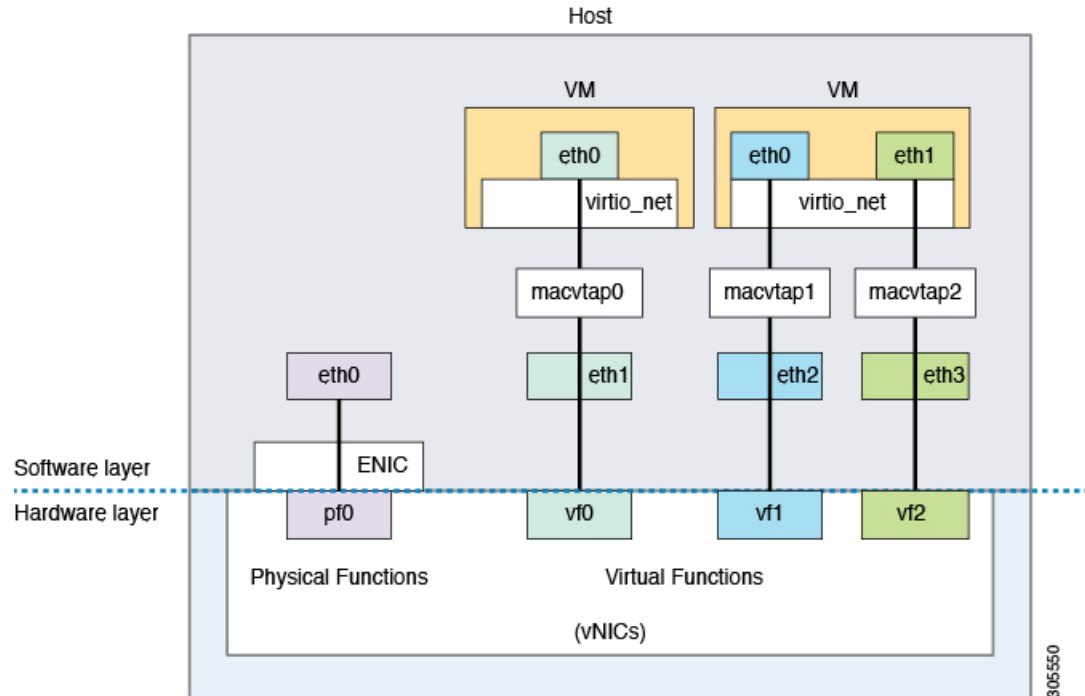 Host
VM VM
eth0 eth0 eth1
virtio_net virtio_net
macvtap0 macvtap1 macvtap2
eth0 eth1 eth2 eth3
ENIC
Software layer
Hardware layer
pf0 vf0 vf1 vf2
Physical Functions Virtual Functions
(vNICs)
305550